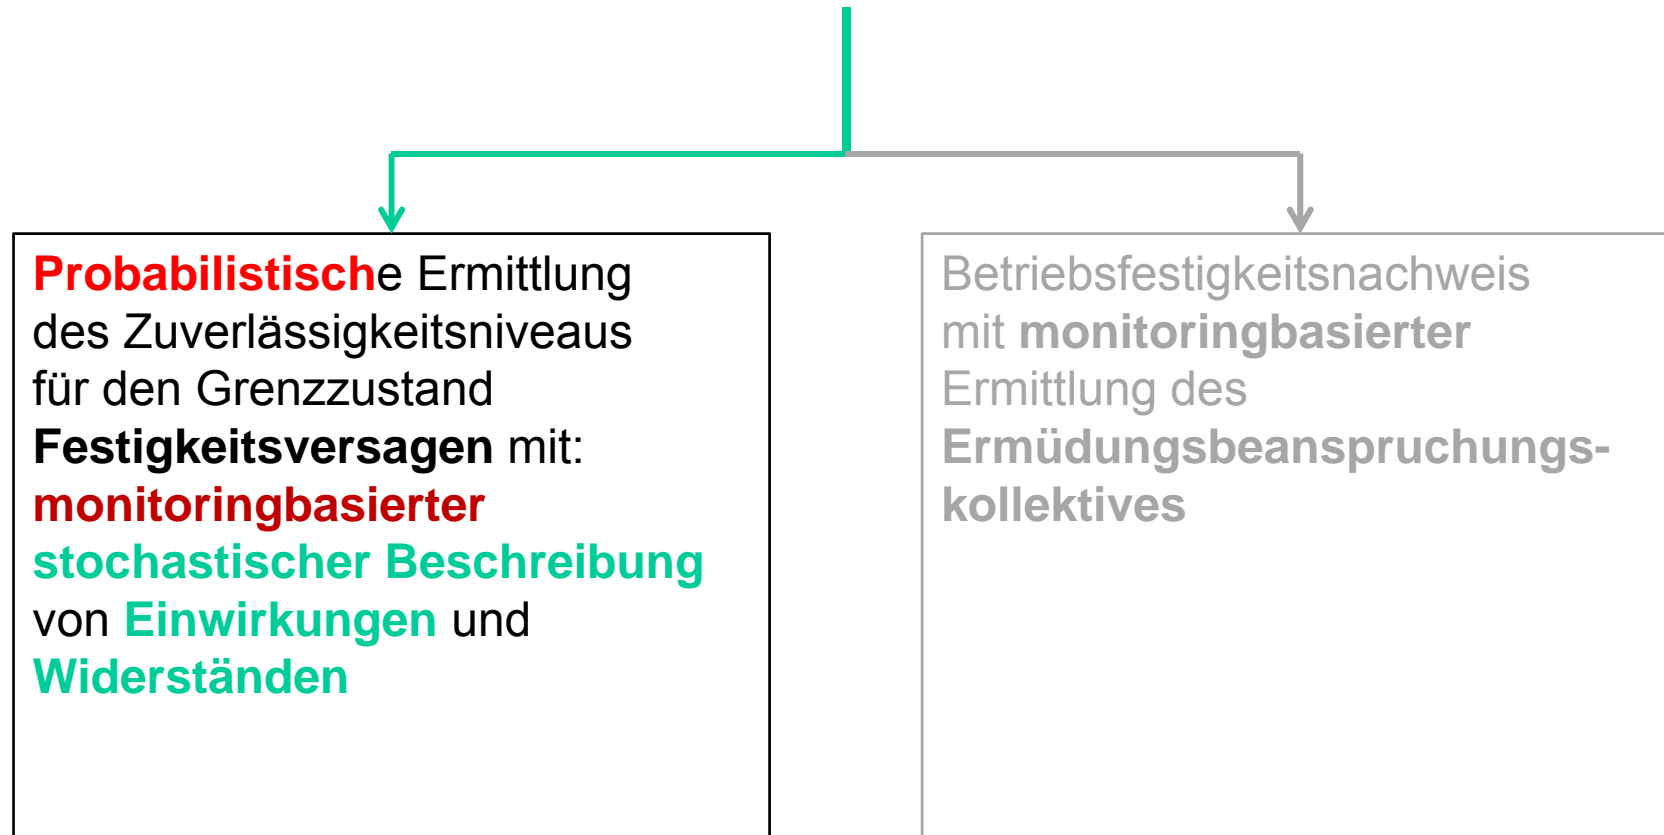 Probabilistische Ermittlung
des Zuverlässigkeitsniveaus
für den Grenzzustand
Festigkeitsversagen mit:
monitoringbasierter
stochastischer Beschreibung
von Einwirkungen und
Widerständen
Betriebsfestigkeitsnachweis
mit monitoringbasierter
Ermittlung des
Ermüdungsbeanspruchungs-
kollektives